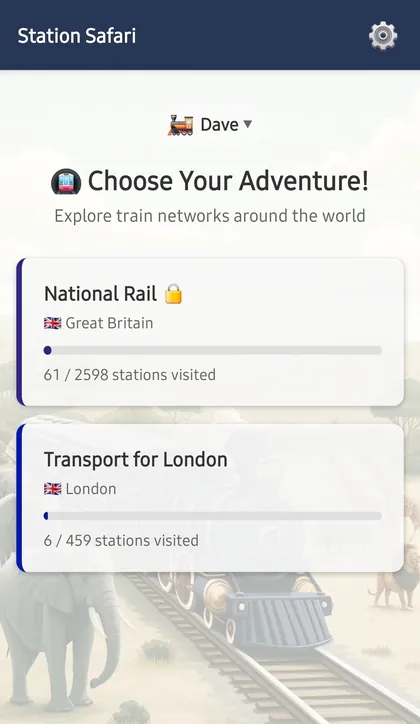 Station Safari
Dave
Choose Your Adventure!
Explore train networks around the world
National Rail
Great Britain
61 / 2598 stations visited
Transport for London
London
6 / 459 stations visited